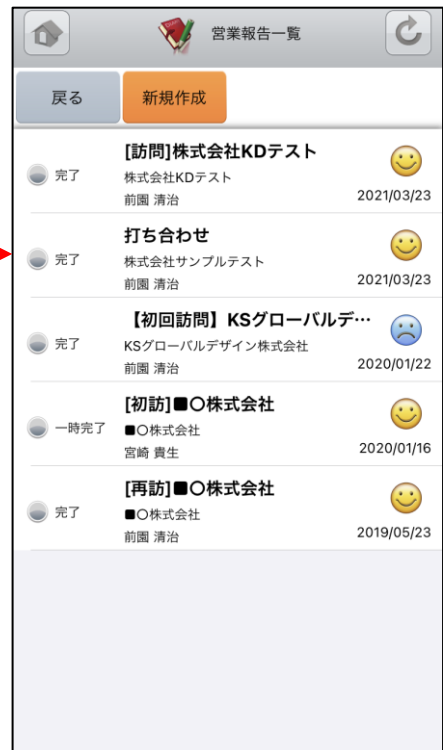 営業報告一覧
戻る
新規作成
[訪問]株式会社KDテスト
完了
株式会社KDテスト
前園 清治
2021/03/23
打ち合わせ
完了
株式会社サンプルテスト
前園 清治
2021/03/23
【初回訪問】KSグローバルデ…
完了
KSグローバルデザイン株式会社
前園 清治
2020/01/22
[初訪]■〇株式会社
一時完了
■〇株式会社
宮崎 貴生
2020/01/16
[再訪]■〇株式会社
完了
■〇株式会社
前園 清治
2019/05/23